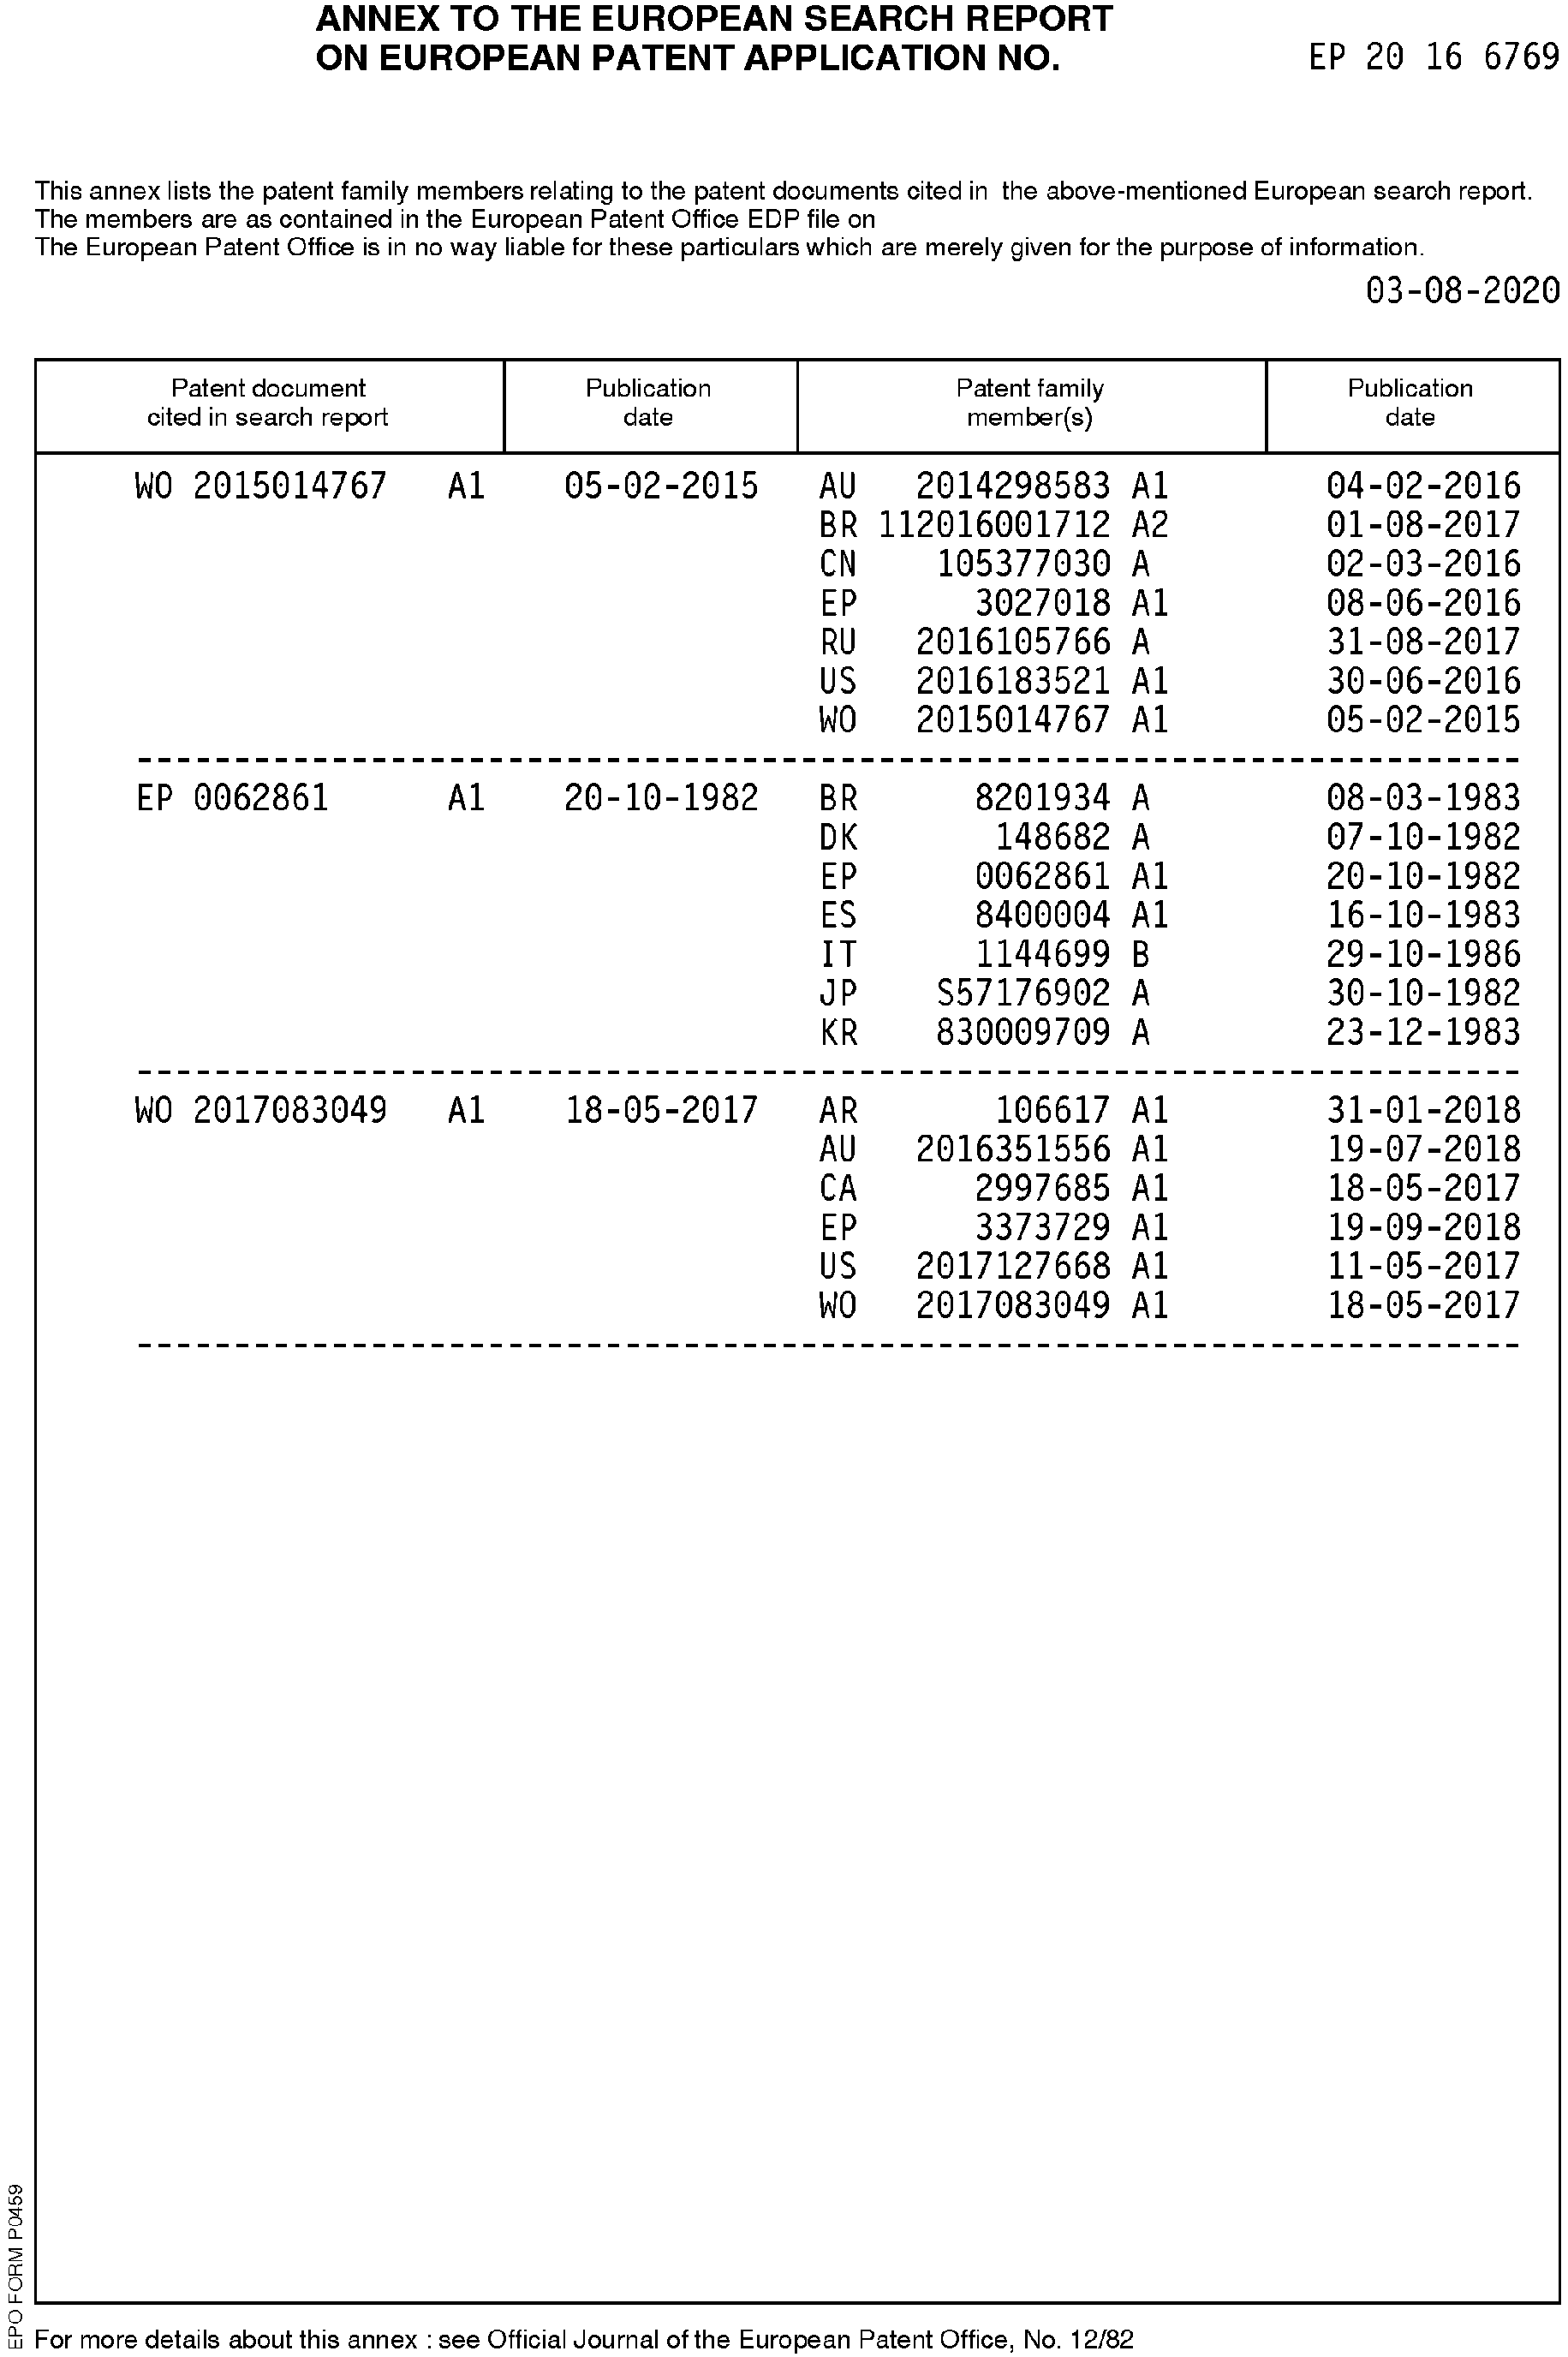 ANNEX TO THE EUROPEAN SEARCH REPORT
ON EUROPEAN PATENT APPLICATION NO. EP 20 16 6769
This annex lists the patent family members relating to the patent documents cited in the above-mentioned European search report.
The members are as contained in the European Patent Office EDP file on
The European Patent Office is in no way liable for these particulars which are merely given for the purpose of information.
03-08-2020
Patent document Publication Patent family Publication
cited in search report date member(s) date
WO 2015014767 A1 05-02-2015 AU 2014298583 A1 04-02-2016
BR 112016001712 A2 01-08-2017
CN 105377030 A 02-03-2016
EP 3027018 A1 08-06-2016
RU 2016105766 A 31-08-2017
US 2016183521 A1 30-06-2016
WO 2015014767 A1 05-02-2015
EP 0062861 A1 20-10-1982 BR 8201934 A 08-03-1983
DK 148682 A 07-10-1982
EP 0062861 A1 20-10-1982
ES 8400004 A1 16-10-1983
IT 1144699 B 29-10-1986
JP S57176902 A 30-10-1982
KR 830009709 A 23-12-1983
WO 2017083049 A1 18-05-2017 AR 106617 A1 31-01-2018
AU 2016351556 A1 19-07-2018
CA 2997685 A1 18-05-2017
EP 3373729 A1 19-09-2018
US 2017127668 A1 11-05-2017
WO 2017083049 A1 18-05-2017
EPO FORM P0459
For more details about this annex : see Official Journal of the European Patent Office, No. 12/82